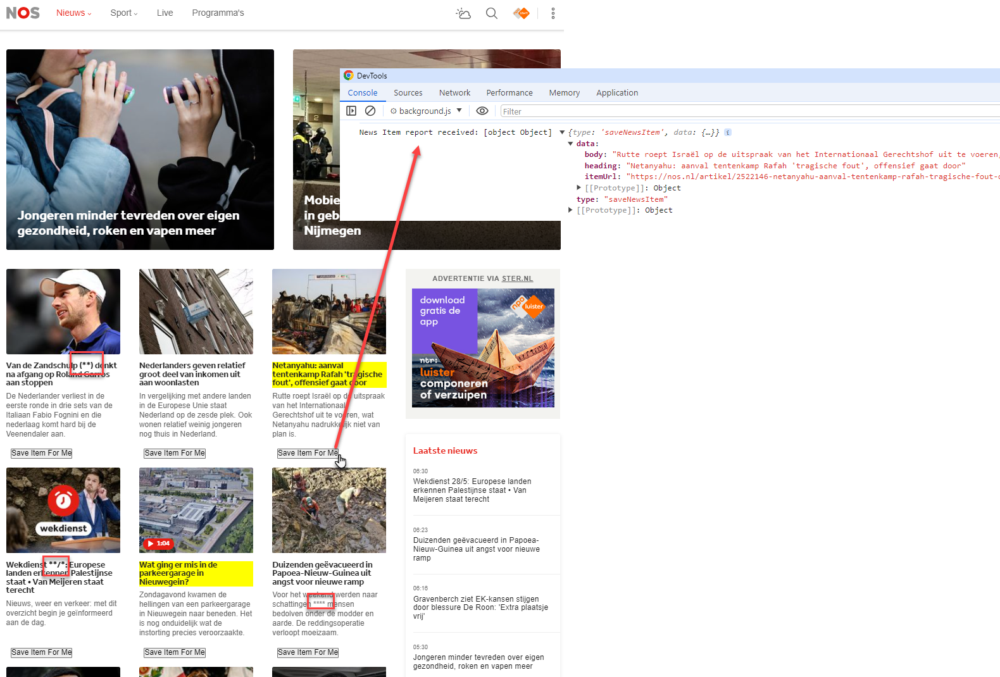 NOS
Nieuws
Sport
Live
Programma's
Jongeren minder tevreden over eigen
gezondheid, roken en vapen meer
2
Mobie
in geb
Nijmegen
DevTools
Console
Sources
Network
Performance
Memory
Application
background.js
Filter
News Item report received: [object Object]
{type: 'saveNewsItem', data: {…}}
data:
body: "Rutte roept Israël op de uitspraak van het Internationaal Gerechtshof uit te voeren,
heading: "Netanyahu: aanval tentenkamp Rafah 'tragische fout', offensief gaat door"
itemUrl: "https://nos.nl/artikel/2522146-netanyahu-aanval-tentenkamp-rafah-tragische-fout-
[[Prototype]]: Object
type: "saveNewsItem"
[[Prototype]]: Object
Van de Zandschulp (**) denkt
na afgang op Roland Garros
aan stoppen
De Nederlander verliest in de
eerste ronde in drie sets van de
Italiaan Fabio Fognini en die
nederlaag komt hard bij de
Veenendaler aan.
Save Item For Me
Nederlanders geven relatief
groot deel van inkomen uit
aan woonlasten
In vergelijking met andere landen
in de Europese Unie staat
Nederland op de zesde plek. Ook
wonen relatief weinig jongeren
nog thuis in Nederland.
Save Item For Me
Netanyahu: aanval
tentenkamp Rafah 'tragische
fout', offensief gaat door
Rutte roept Israël op de uitspraak
van het Internationaal
Gerechtshof uit te voeren, wat
Netanyahu nadrukkelijk niet van
plan is.
Save Item For Me
wekdienst
Wekdienst **/*: Europese
landen erkennen Palestijnse
staat • Van Meijeren staat
terecht
Nieuws, weer en verkeer: met dit
overzicht begin je geïnformeerd
aan de dag.
Save Item For Me
1:04
Wat ging er mis in de
parkeergarage in
Nieuwegein?
Zondagavond kwamen de
hellingen van een parkeergarage
in Nieuwegein naar beneden. Het
is nog onduidelijk wat de
instorting precies veroorzaakte.
Save Item For Me
Duizenden geëvacueerd in
Papoea-Nieuw-Guinea uit
angst voor nieuwe ramp
Voor het weekend werden naar
schattingen **** mensen
bedolven onder de modder en
aarde. De reddingsoperatie
verloopt moeizaam.
Save Item For Me
ADVERTENTIE VIA STER.NL
download
gratis de
app
npo
luister
ntr:
luister
componeren
of verzuipen
Laatste nieuws
06:30
Wekdienst 28/5: Europese landen
erkennen Palestijnse staat • Van
Meijeren staat terecht
06:23
Duizenden geëvacueerd in Papoea-
Nieuw-Guinea uit angst voor nieuwe
ramp
06:16
Gravenberch ziet EK-kansen stijgen
door blessure De Roon: 'Extra plaatsje
vrij'
05:30
Jongeren minder tevreden over eigen
gezondheid, roken en vapen meer